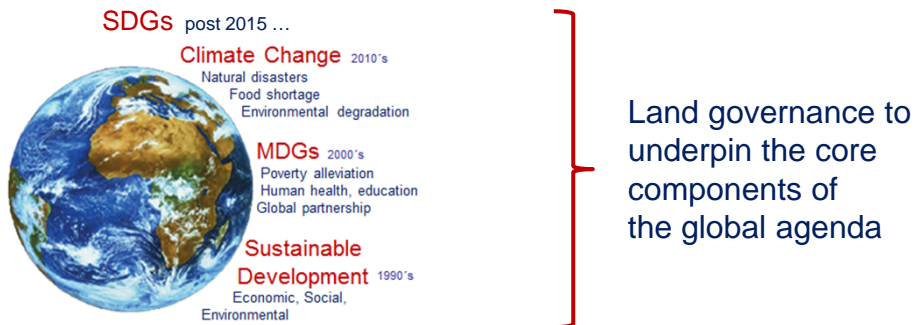 SDGs post 2015 ...
Climate Change 2010´s
Natural disasters
Food shortage
Environmental degradation
MDGs 2000´s
Poverty alleviation
Human health, education
Global partnership
Sustainable
Development 1990´s
Economic, Social,
Environmental
Land governance to
underpin the core
components of
the global agenda